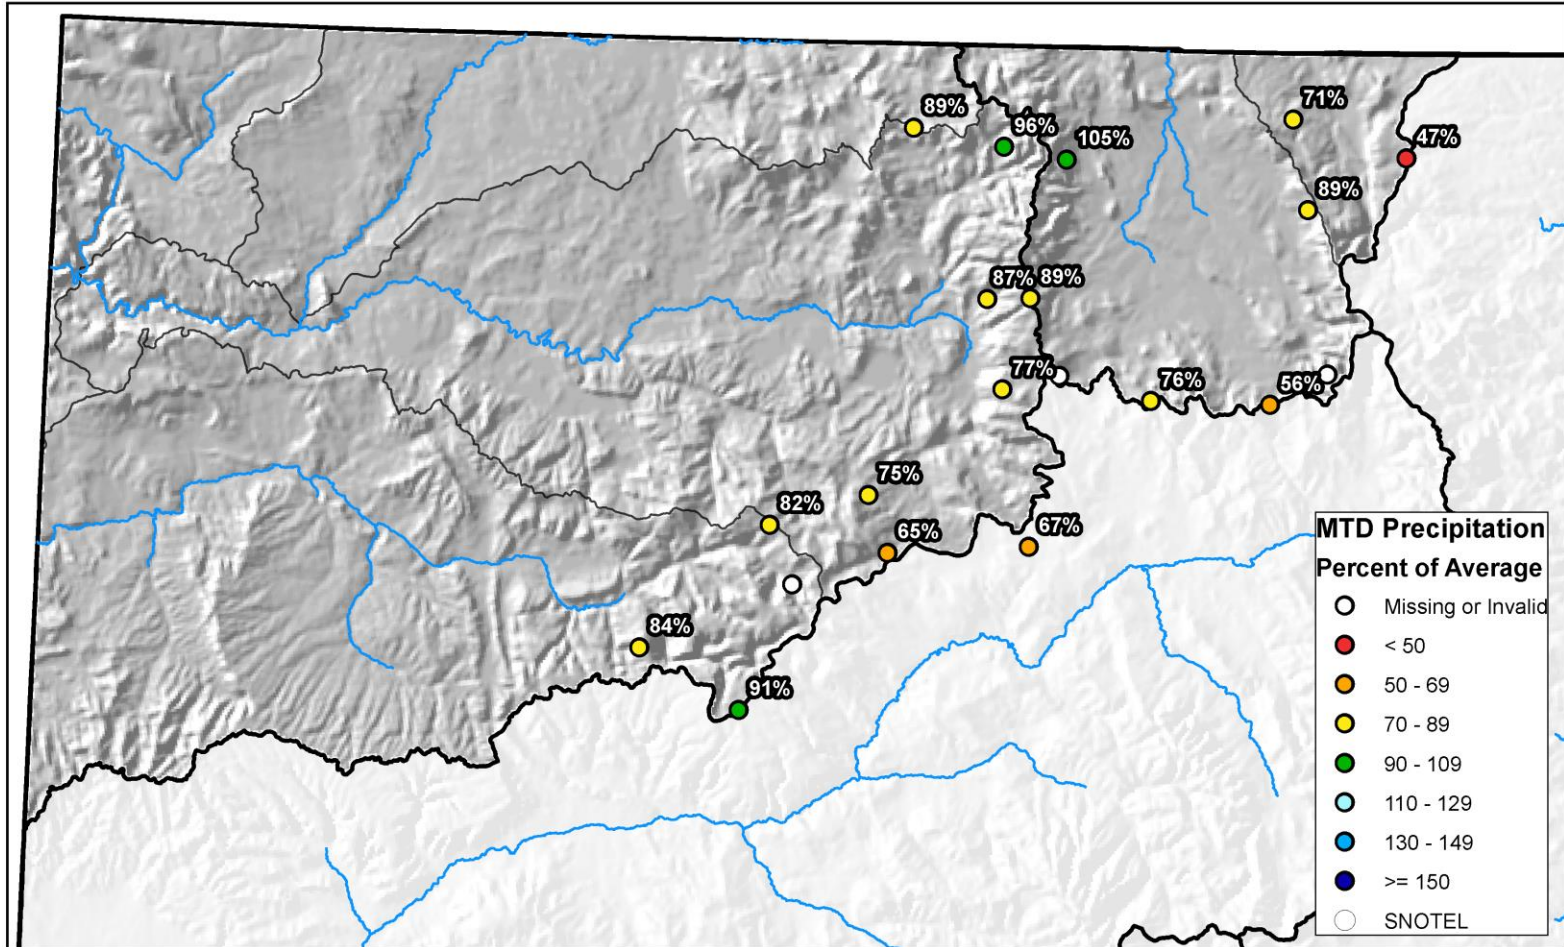 71%
89%
96%
105%
47%
89%
87%
89%
77%
76%
56%
75%
82%
65%
67%
84%
91%
MTD Precipitation
Percent of Average
Missing or Invalid
< 50
50 - 69
70 - 89
90 - 109
110 - 129
130 - 149
>= 150
SNOTEL